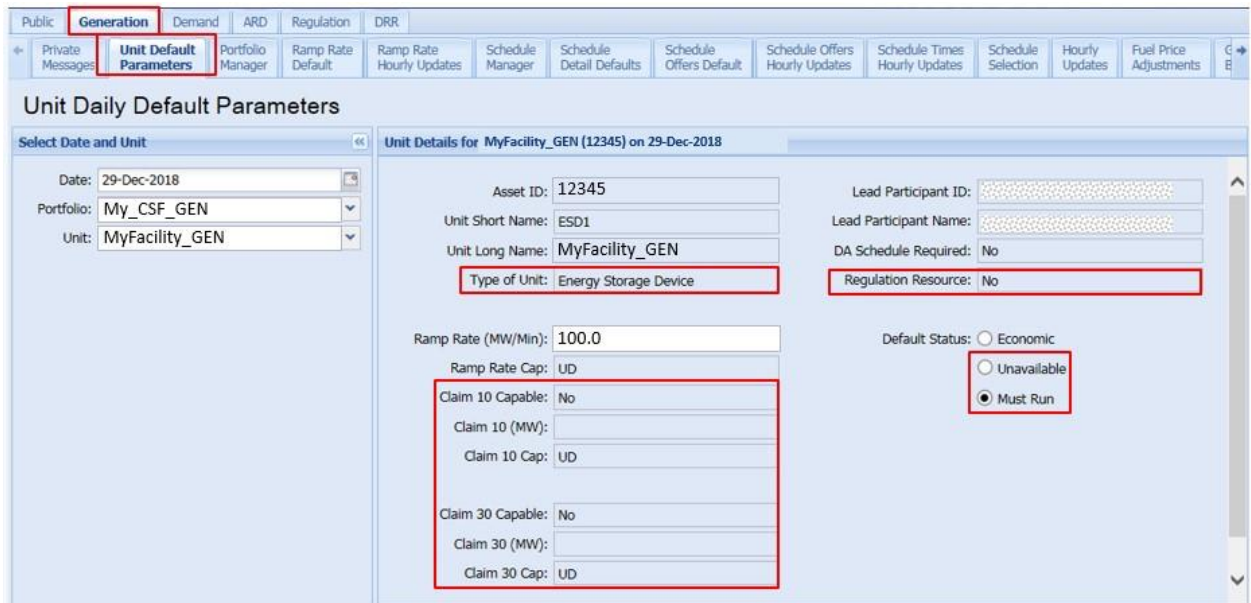 Public Generation Demand ARD Regulation DRR
Private Messages Unit Default Parameters Portfolio Manager Ramp Rate Default Ramp Rate Hourly Updates Schedule Manager Schedule Detail Defaults Schedule Offers Default Schedule Offers Hourly Updates Schedule Times Hourly Updates Schedule Selection Hourly Updates Fuel Price Adjustments
Unit Daily Default Parameters
Select Date and Unit
Date: 29-Dec-2018
Portfolio: My_CSF_GEN
Unit: MyFacility_GEN
Unit Details for MyFacility_GEN (12345) on 29-Dec-2018
Asset ID: 12345
Unit Short Name: ESD1
Unit Long Name: MyFacility_GEN
Type of Unit: Energy Storage Device
Lead Participant ID:
Lead Participant Name:
DA Schedule Required: No
Regulation Resource: No
Ramp Rate (MW/Min): 100.0
Ramp Rate Cap: UD
Claim 10 Capable: No
Claim 10 (MW):
Claim 10 Cap: UD
Claim 30 Capable: No
Claim 30 (MW):
Claim 30 Cap: UD
Default Status: Economic
Unavailable
Must Run